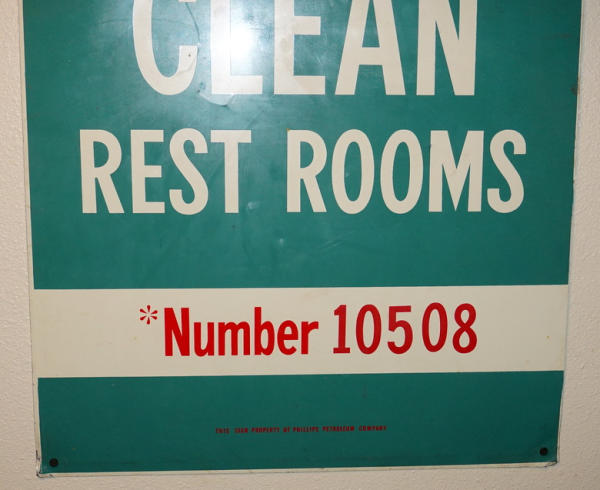 CLEAN
REST ROOMS
*Number 10508
THIS SIGN PROPERTY OF PHILLIPS PETROLEUM COMPANY